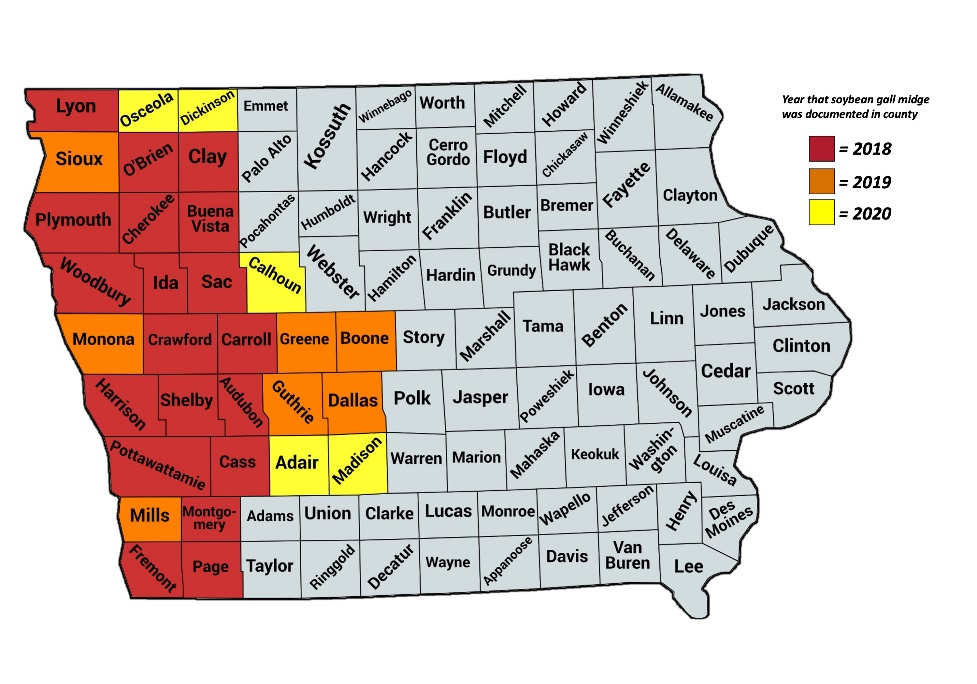 Year that soybean gall midge
was documented in county
= 2018
= 2019
= 2020
Lyon
Osceola
Dickinson
Emmet
Kossuth
Winnebago
Worth
Mitchell
Howard
Winneshiek
Allamakee
Sioux
O'Brien
Clay
Palo Alto
Hancock
Cerro
Gordo
Floyd
Chickasaw
Fayette
Clayton
Plymouth
Cherokee
Buena
Vista
Pocahontas
Humboldt
Wright
Franklin
Butler
Bremer
Woodbury
Ida
Sac
Calhoun
Webster
Hamilton
Hardin
Grundy
Black
Hawk
Buchanan
Delaware
Dubuque
Monona
Crawford
Carroll
Greene
Boone
Story
Marshall
Tama
Benton
Linn
Jones
Jackson
Clinton
Harrison
Shelby
Audubon
Guthrie
Dallas
Polk
Jasper
Poweshiek
Iowa
Johnson
Cedar
Scott
Muscatine
Pottawattamie
Cass
Adair
Madison
Warren
Marion
Mahaska
Keokuk
Washin-
gton
Louisa
Mills
Montgo-
mery
Adams
Union
Clarke
Lucas
Monroe
Wapello
Jefferson
Henry
Des
Moines
Fremont
Page
Taylor
Ringgold
Decatur
Wayne
Appanoose
Davis
Van
Buren
Lee